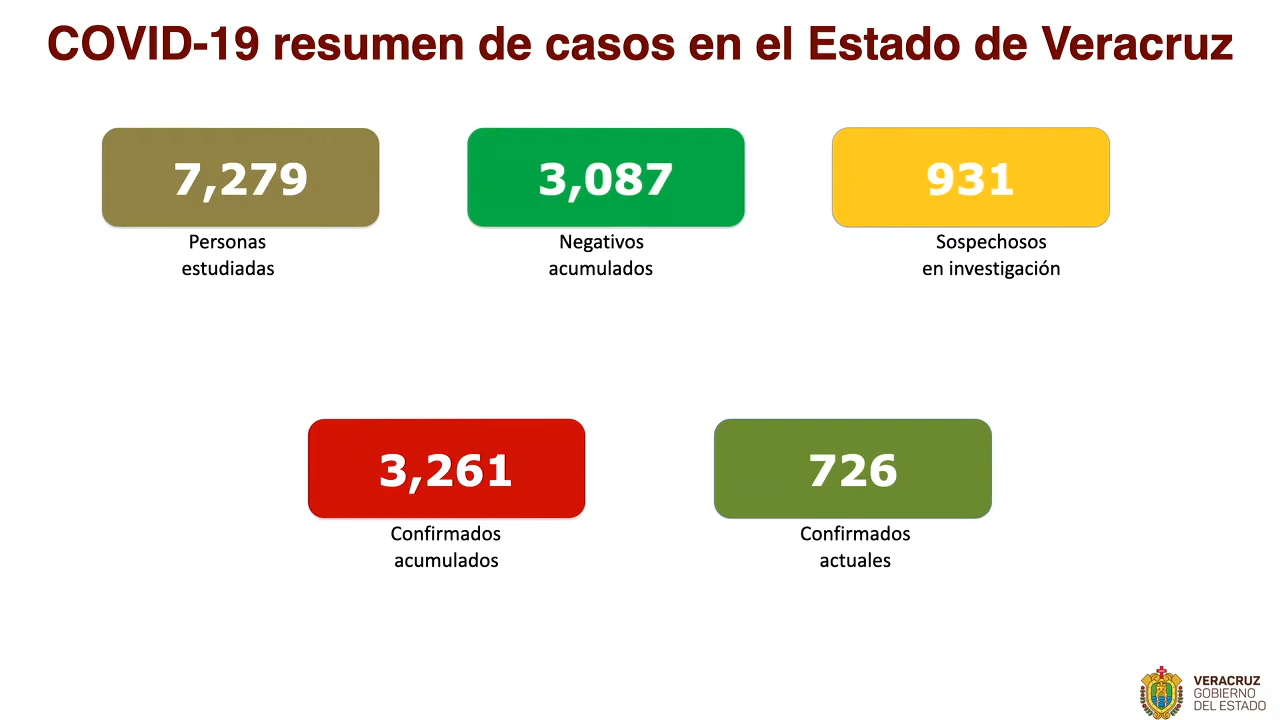 COVID-19 resumen de casos en el Estado de Veracruz
7,279
Personas
estudiadas
3,087
Negativos
acumulados
931
Sospechosos
en investigación
3,261
Confirmados
acumulados
726
Confirmados
actuales
VERACRUZ
GOBIERNO
DEL ESTADO